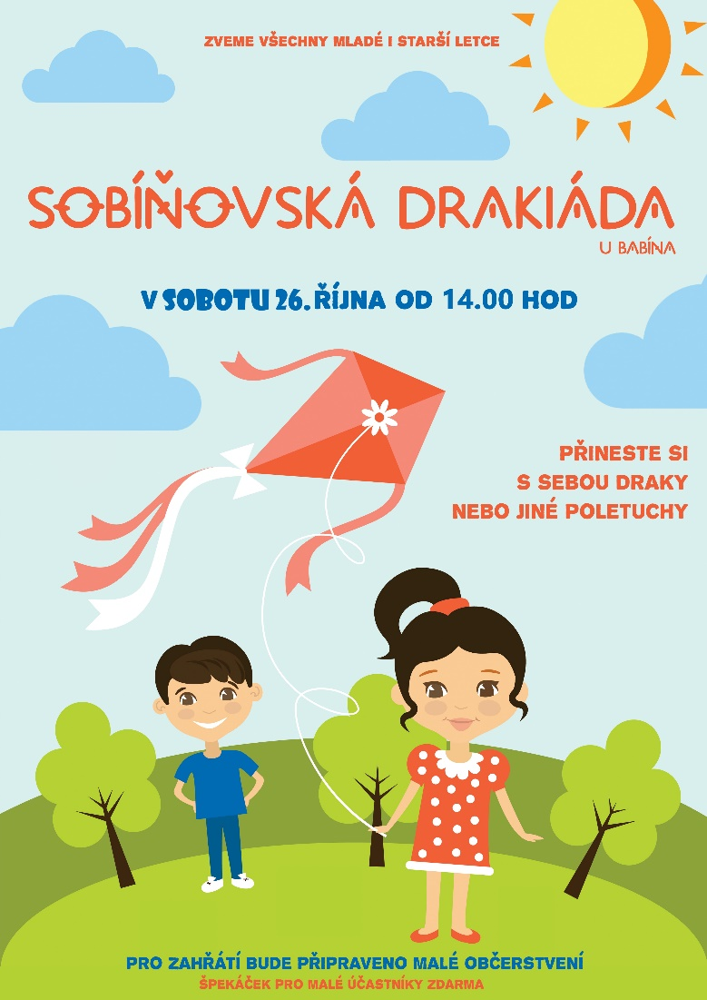 ZVEME VŠECHNY MLADÉ I STARŠÍ LETCE
SOBÍŇOVSKÁ DRAKIÁDA
U BABÍNA
V SOBOTU 26. ŘÍJNA OD 14.00 HOD
PŘINESTE SI
S SEBOU DRAKY
NEBO JINÉ POLETUCHY
PRO ZAHŘÁTÍ BUDE PŘIPRAVENO MALÉ OBČERSTVENÍ
ŠPEKÁČEK PRO MALÉ ÚČASTNÍKY ZDARMA